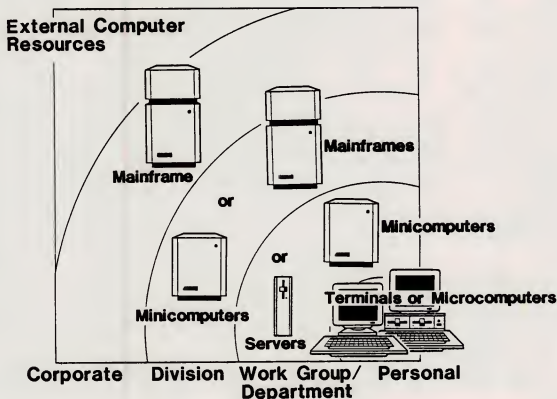 External Computer
Resources
Mainframe
Mainframes
or
Minicomputers
or
Minicomputers
Terminals or Microcomputers
Servers
Corporate Division Work Group/ Personal
Department